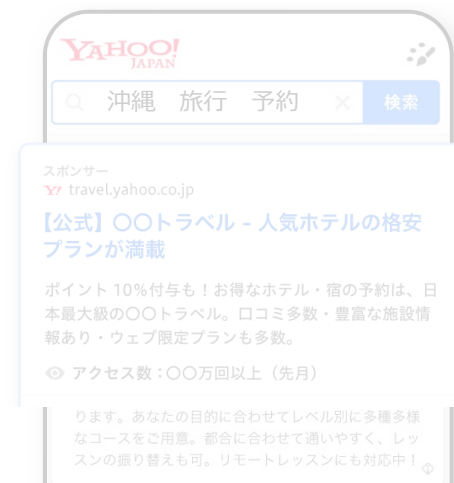 YAHOO!
JAPAN
沖縄 旅行 予約 × 検索
スポンサー
Y! travel.yahoo.co.jp
【公式】〇〇トラベル - 人気ホテルの格安
プランが満載
ポイント 10%付与も！お得なホテル・宿の予約は、日
本最大級の〇〇トラベル。口コミ多数・豊富な施設情
報あり・ウェブ限定プランも多数。
アクセス数：〇〇万回以上（先月）
ります。あなたの目的に合わせてレベル別に多種多様
なコースをご用意。都合に合わせて通いやすく、レッ
スンの振り替えも可。リモートレッスンにも対応中！